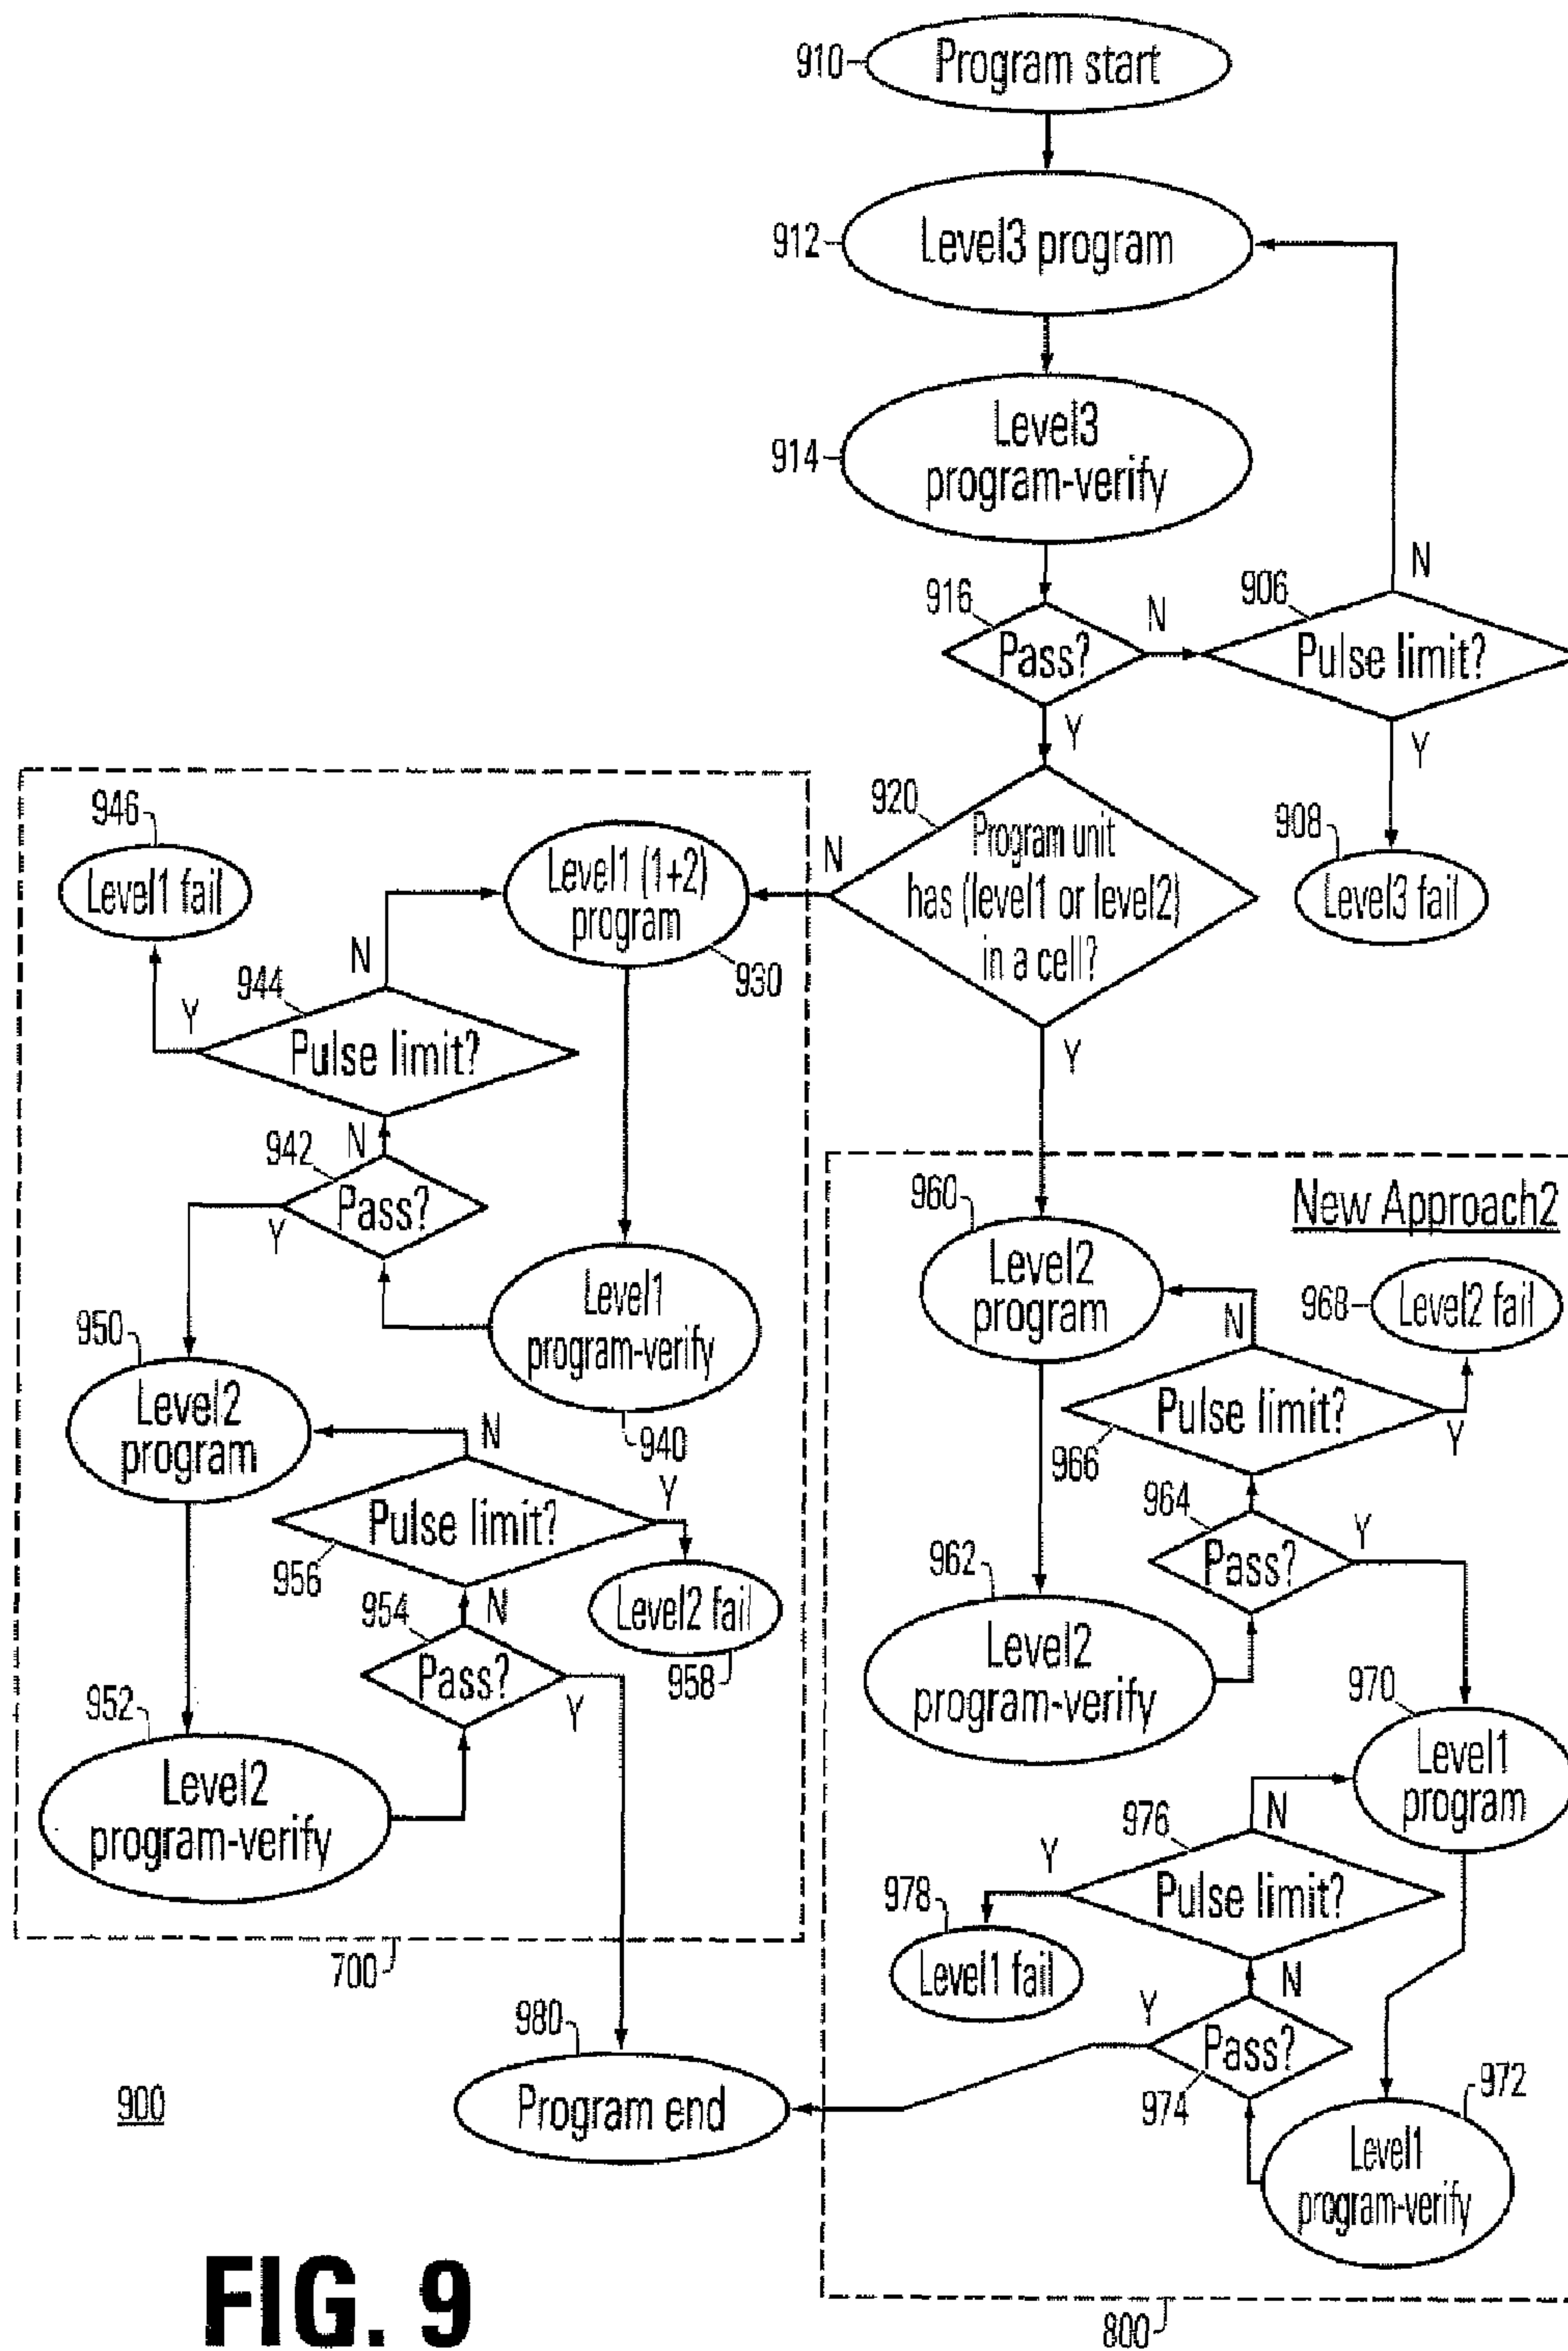 910
Program start
912
Level3 program
914
Level3
program-verify
916
Pass?
N
906
Pulse limit?
N
Y
Y
908
Level3 fail
920
Program unit
has (level1 or level2)
in a cell?
N
Y
946
Level1 fail
Level1 (1+2)
program
930
944
Pulse limit?
N
Y
942
Pass?
N
Y
Level1
program-verify
940
950
Level2
program
N
Pulse limit?
Y
956
Level2 fail
958
954
Pass?
N
Y
952
Level2
program-verify
700
New Approach2
960
Level2
program
968
Level2 fail
N
Pulse limit?
Y
966
964
Pass?
Y
962
Level2
program-verify
970
Level1
program
976
Pulse limit?
N
Y
978
Level1 fail
N
Y
Pass?
974
972
Level1
program-verify
980
Program end
900
800
FIG. 9